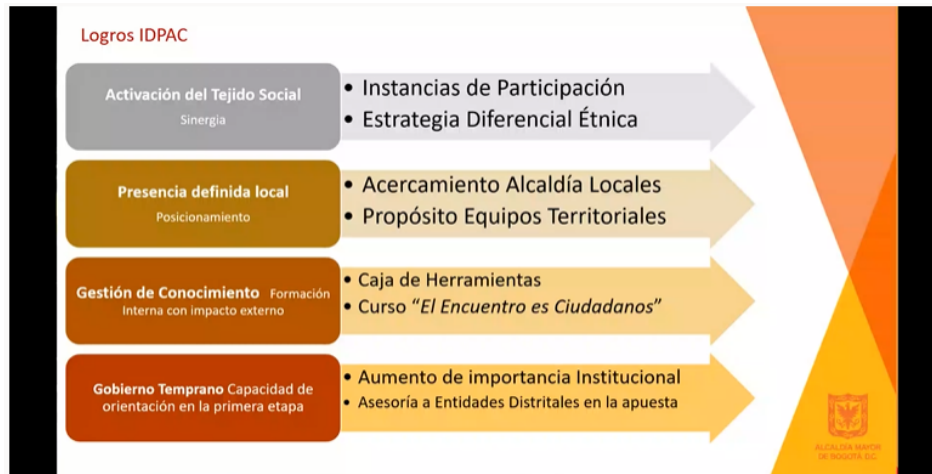 Logros IDPAC
Activación del Tejido Social
Sinergia
• Instancias de Participación
• Estrategia Diferencial Étnica
Presencia definida local
Posicionamiento
• Acercamiento Alcaldía Locales
• Propósito Equipos Territoriales
Gestión de Conocimiento Formación
Interna con impacto externo
• Caja de Herramientas
• Curso “El Encuentro es Ciudadanos”
Gobierno Temprano Capacidad de
orientación en la primera etapa
• Aumento de importancia Institucional
• Asesoría a Entidades Distritales en la apuesta
ALCALDÍA MAYOR
DE BOGOTÁ D.C.